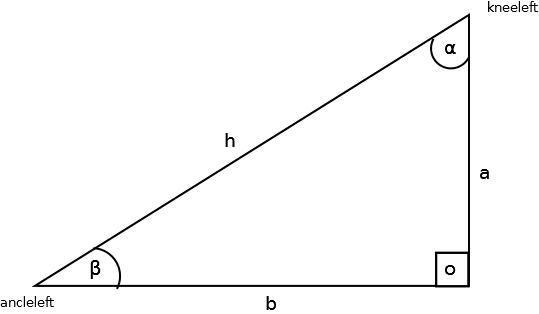 kneeleft
α
h
a
β
o
ancleleft
b